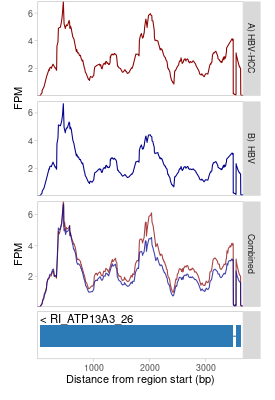 6
4
2
A) HBV-HCC
FPM
6
4
2
B) HBV
6
4
2
FPM
Combined
< RI_ATP13A3_26
1000 2000 3000
Distance from region start (bp)